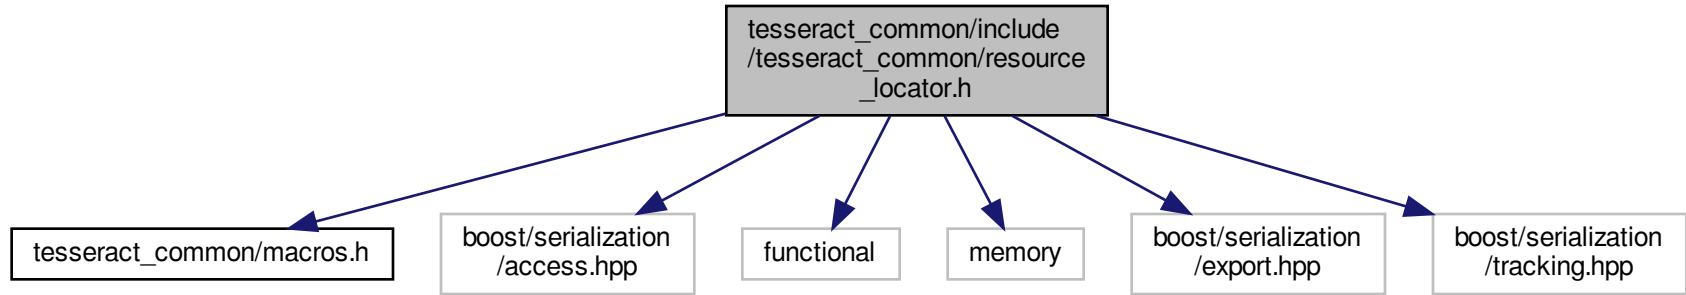 tesseract_common/include
/tesseract_common/resource
_locator.h
tesseract_common/macros.h
boost/serialization
/access.hpp
functional
memory
boost/serialization
/export.hpp
boost/serialization
/tracking.hpp